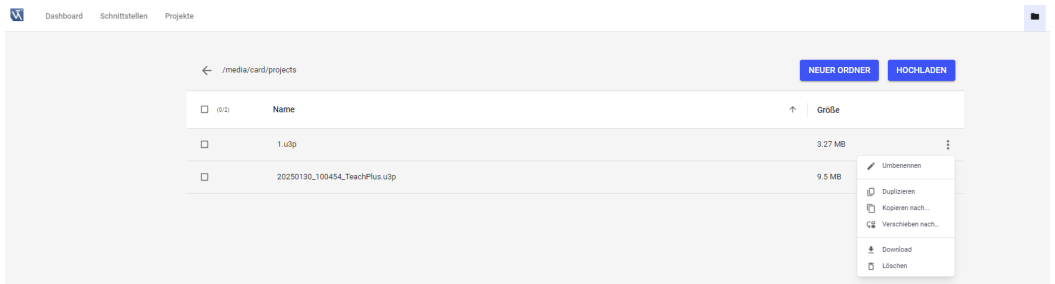 Dashboard Schnittstellen Projekte
/media/card/projects NEUER ORDNER HOCHLADEN
(0/2) Name Größe
1.u3p 3.27 MB
Umbenennen
20250130_100454_TeachPlus.u3p 9.5 MB
Duplizieren
Kopieren nach...
Verschieben nach...
Download
Löschen